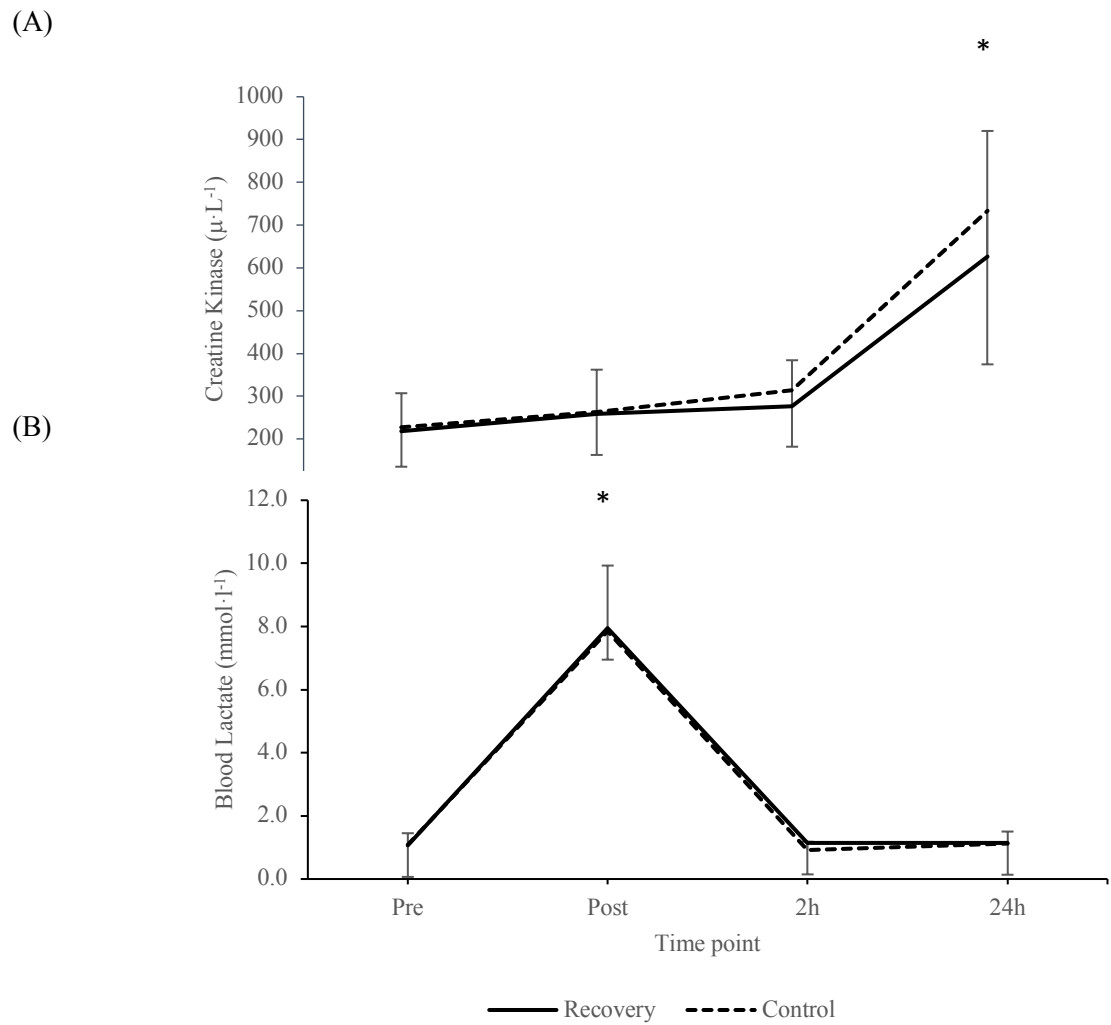 (A)
*
1000
900
800
700
600
500
400
300
200
Creatine Kinase (µ·L⁻¹)
(B)
*
12.0
10.0
8.0
6.0
4.0
2.0
0.0
Blood Lactate (mmol·l⁻¹)
Pre Post 2h 24h
Time point
Recovery Control